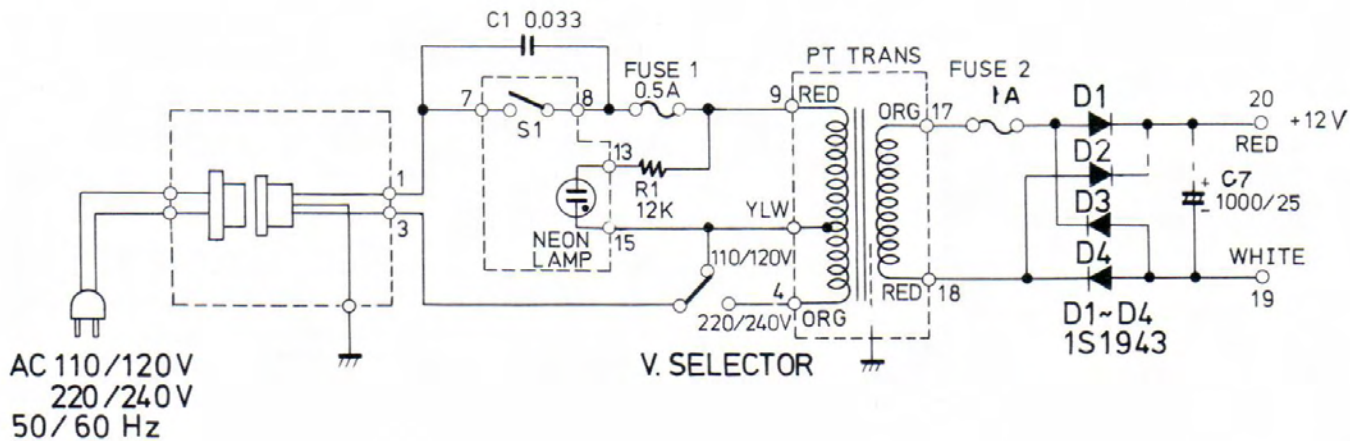 C1 0.033
FUSE 1
0.5A
PT TRANS
FUSE 2
1A
7
S1
8
9
RED
ORG
17
D1
20
+12V
RED
13
R1
12K
D2
+
C7
- 1000/25
1
3
NEON
LAMP
15
YLW
110/120V
D3
4
ORG
220/240V
RED
18
D4
WHITE
19
D1~D4
1S1943
V. SELECTOR
AC 110/120V
220/240V
50/60 Hz